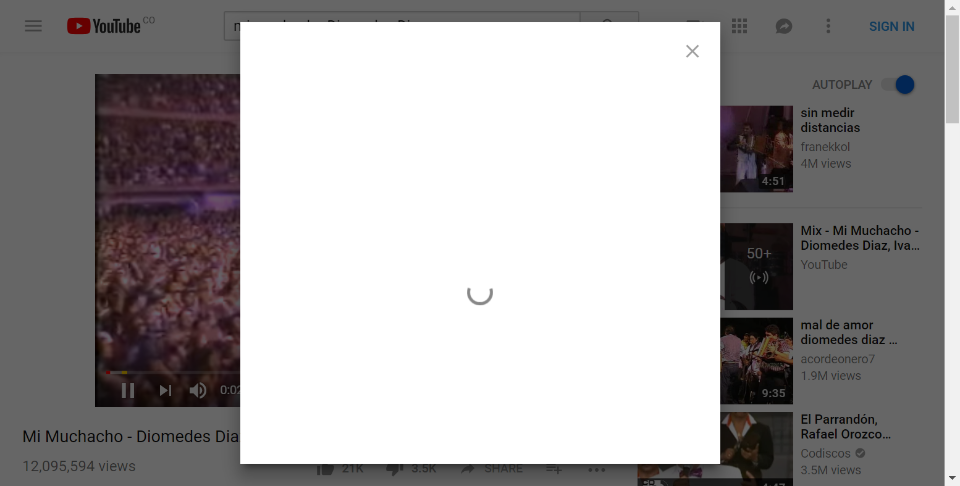 YouTube CO
SIGN IN
AUTOPLAY
sin medir
distancias
franekkol
4M views
4:51
Mix - Mi Muchacho -
Diomedes Diaz, Iva...
YouTube
50+
mal de amor
diomedes diaz ...
acordeonero7
1.9M views
9:35
El Parrandón,
Rafael Orozco...
Codiscos
3.5M views
0:02
Mi Muchacho - Diomedes Dia
12,095,594 views
21K
3.5K
SHARE